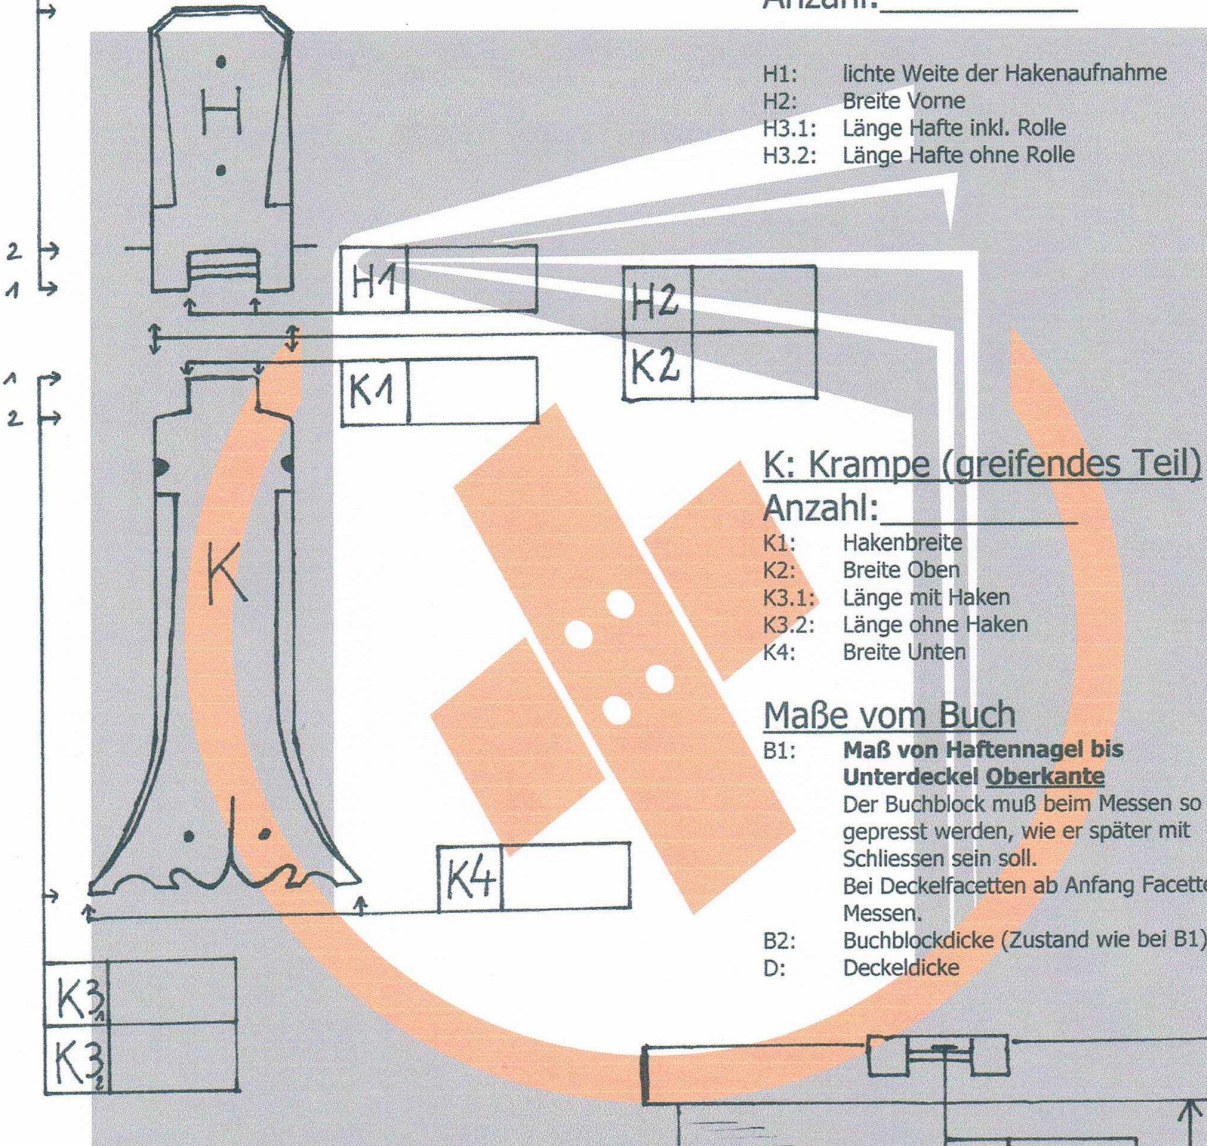 Anzahl:
H1: lichte Weite der Hakenaufnahme
H2: Breite Vorne
H3.1: Länge Hafte inkl. Rolle
H3.2: Länge Hafte ohne Rolle
H
2
1
H1
H2
K2
1
2
K1
K
K: Krampe (greifendes Teil)
Anzahl:
K1: Hakenbreite
K2: Breite Oben
K3.1: Länge mit Haken
K3.2: Länge ohne Haken
K4: Breite Unten
Maße vom Buch
B1: Maß von Haftennagel bis
Unterdeckel Oberkante
Der Buchblock muß beim Messen so
gepresst werden, wie er später mit
Schliessen sein soll.
Bei Deckelfacetten ab Anfang Facette
Messen.
B2: Buchblockdicke (Zustand wie bei B1)
D: Deckeldicke
K4
K3 1
K3 2